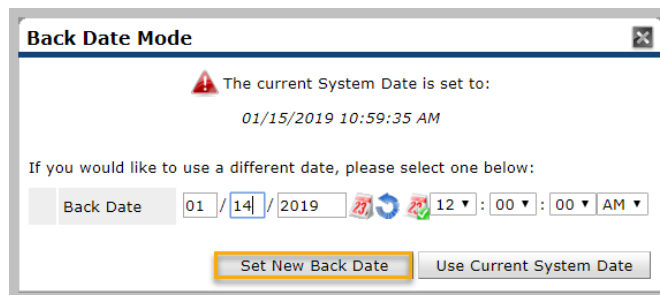 Back Date Mode
The current System Date is set to:
01/15/2019 10:59:35 AM
If you would like to use a different date, please select one below:
Back Date 01 / 14 / 2019 23 23 12 : 00 : 00 AM
Set New Back Date Use Current System Date